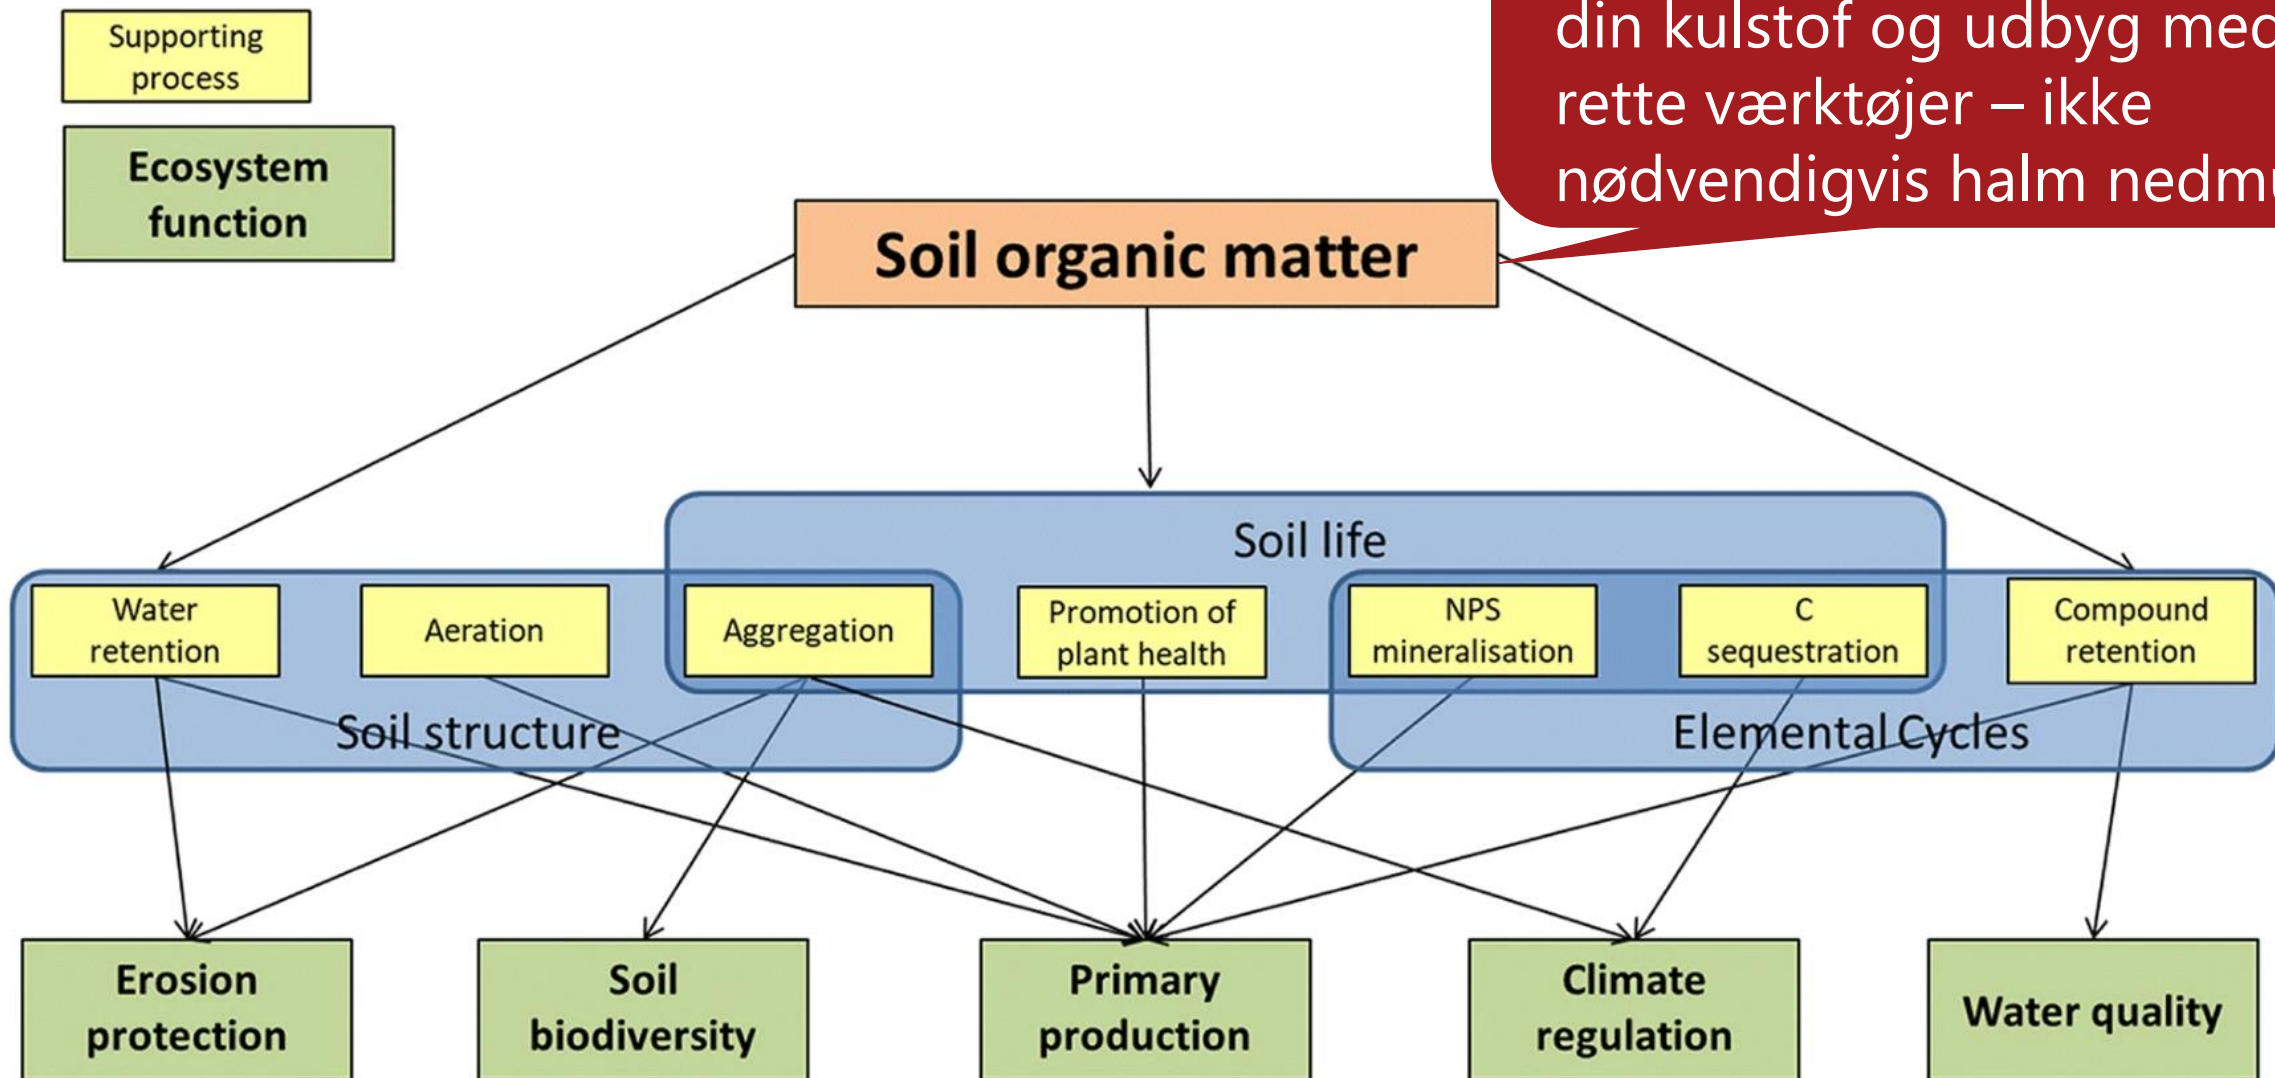 Supporting
process
Ecosystem
function
din kulstof og udbyg med
rette værktøjer – ikke
nødvendigvis halm
Soil organic matter
Soil life
Water
retention
Aeration
Aggregation
Promotion of
plant health
NPS
mineralisation
C
sequestration
Compound
retention
Soil structure
Elemental Cycles
Erosion
protection
Soil
biodiversity
Primary
production
Climate
regulation
Water quality